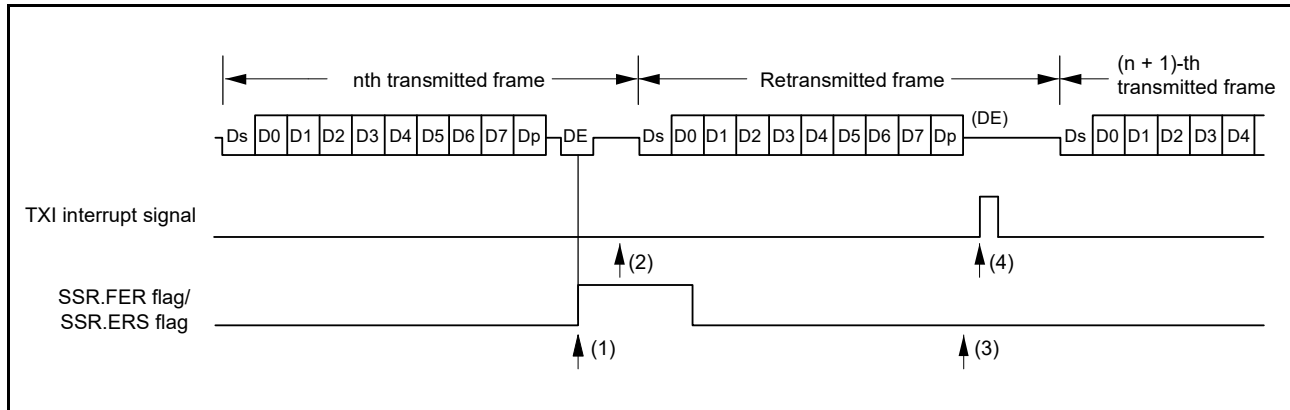 nth transmitted frame Retransmitted frame (n + 1)-th
transmitted frame
(DE)
Ds D0 D1 D2 D3 D4 D5 D6 D7 Dp DE Ds D0 D1 D2 D3 D4 D5 D6 D7 Dp Ds D0 D1 D2 D3 D4
TXI interrupt signal
(2) (4)
SSR.FER flag/
SSR.ERS flag
(1) (3)